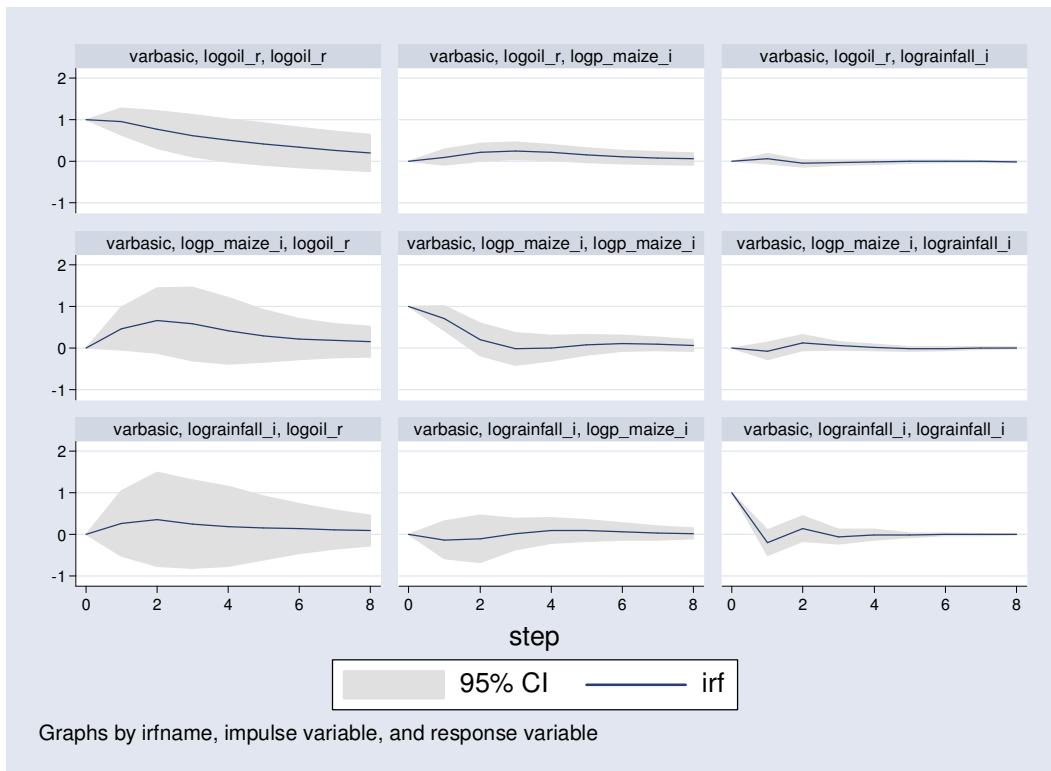 varbasic, logoil_r, logoil_r
varbasic, logoil_r, logp_maize_i
varbasic, logoil_r, lograinfall_i
2
1
0
-1
varbasic, logp_maize_i, logoil_r
varbasic, logp_maize_i, logp_maize_i
varbasic, logp_maize_i, lograinfall_i
2
1
0
-1
varbasic, lograinfall_i, logoil_r
varbasic, lograinfall_i, logp_maize_i
varbasic, lograinfall_i, lograinfall_i
2
1
0
-1
0 2 4 6 8
0 2 4 6 8
0 2 4 6 8
step
95% CI irf
Graphs by irfname, impulse variable, and response variable